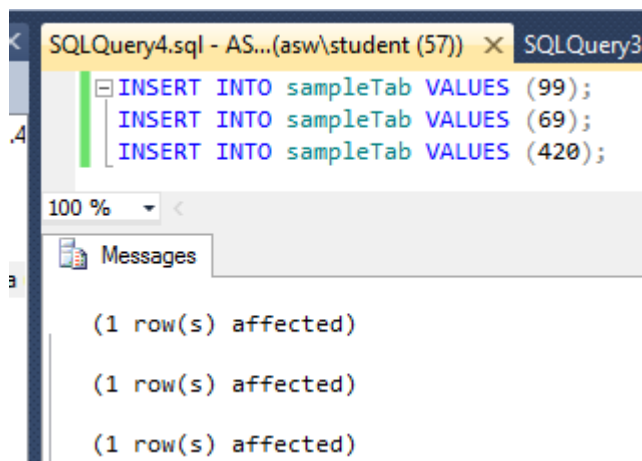 SQLQuery4.sql - AS...(asw\student (57)) × SQLQuery3
INSERT INTO sampleTab VALUES (99);
INSERT INTO sampleTab VALUES (69);
INSERT INTO sampleTab VALUES (420);
.4
100 %
a
Messages
(1 row(s) affected)
(1 row(s) affected)
(1 row(s) affected)